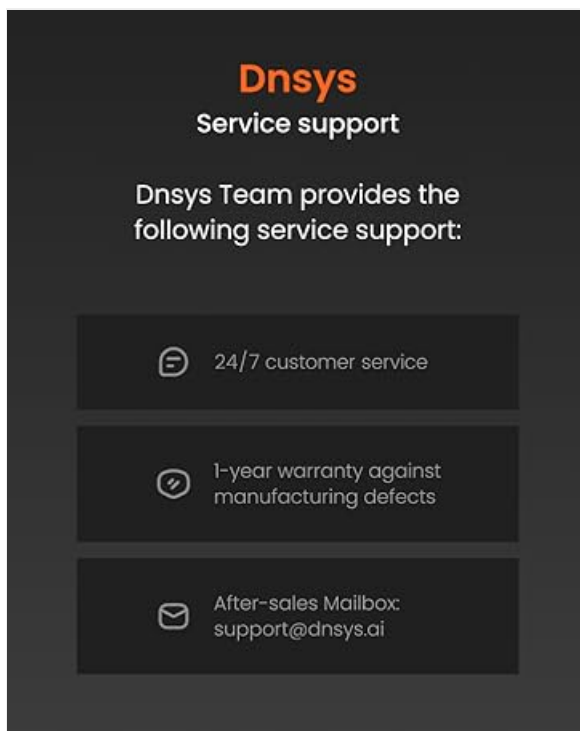 Dnsys
Service support
Dnsys Team provides the
following service support:
24/7 customer service
1-year warranty against
manufacturing defects
After-sales Mailbox:
support@dnsys.ai